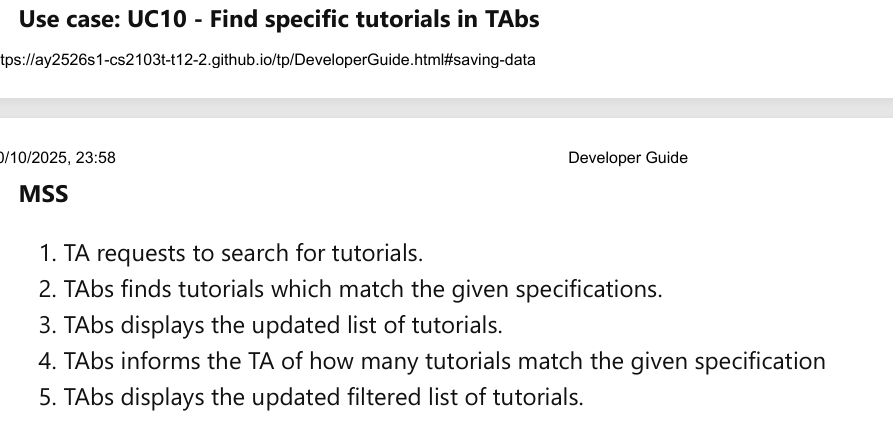 Use case: UC10 - Find specific tutorials in TAbs
tps://ay2526s1-cs2103t-t12-2.github.io/tp/DeveloperGuide.html#saving-data
0/10/2025, 23:58 Developer Guide
MSS
1. TA requests to search for tutorials.
2. TAbs finds tutorials which match the given specifications.
3. TAbs displays the updated list of tutorials.
4. TAbs informs the TA of how many tutorials match the given specification
5. TAbs displays the updated filtered list of tutorials.